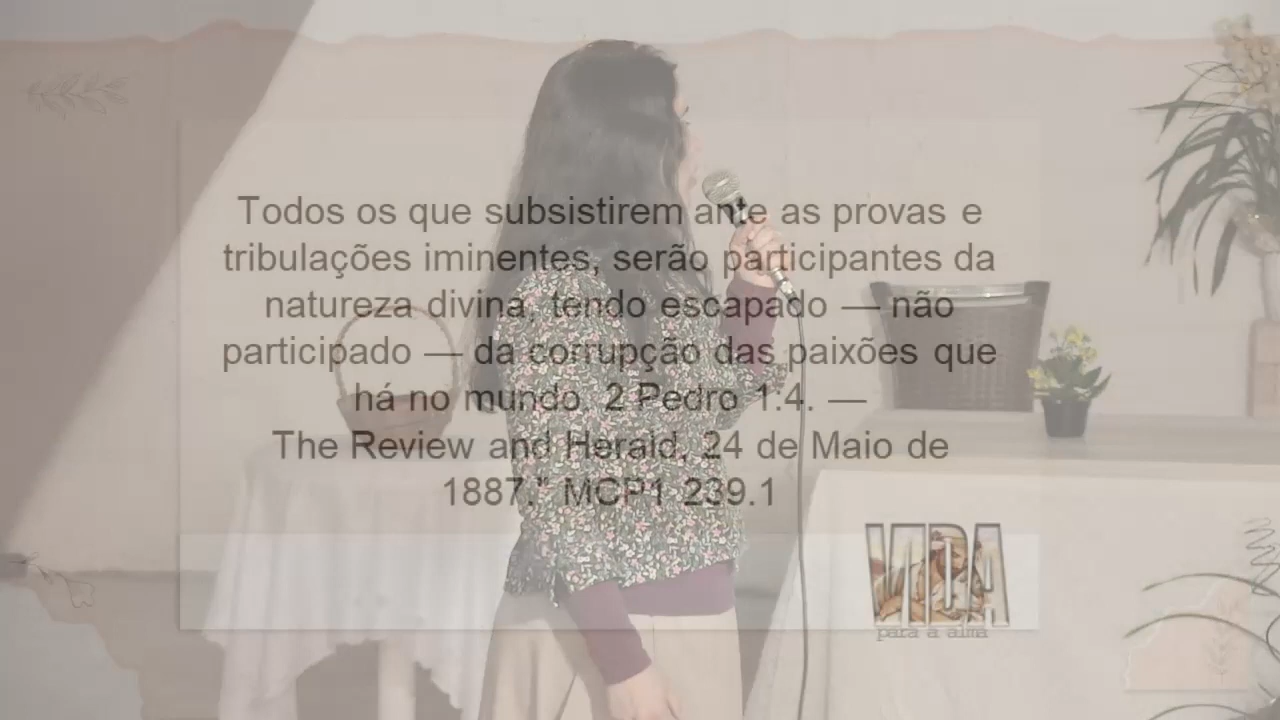 Todos os que subsistirem ante as provas e
tribulações iminentes, serão participantes da
natureza divina, tendo escapado — não
participado — da corrupção das paixões que
há no mundo. 2 Pedro 1:4. —
The Review and Herald, 24 de Maio de
1887." MCP1 239.1
VIDA
para a alma